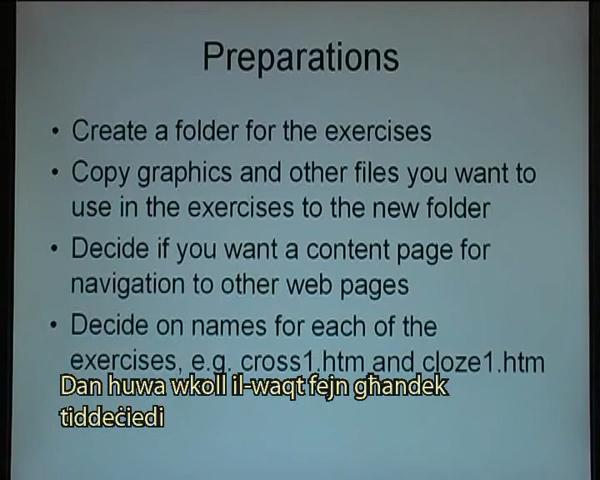 Preparations
• Create a folder for the exercises
• Copy graphics and other files you want to
use in the exercises to the new folder
• Decide if you want a content page for
navigation to other web pages
• Decide on names for each of the
exercises, e.g. cross1.htm and cloze1.htm
Dan huwa wkoll il-waqt fejn għandek
tiddeċiedi